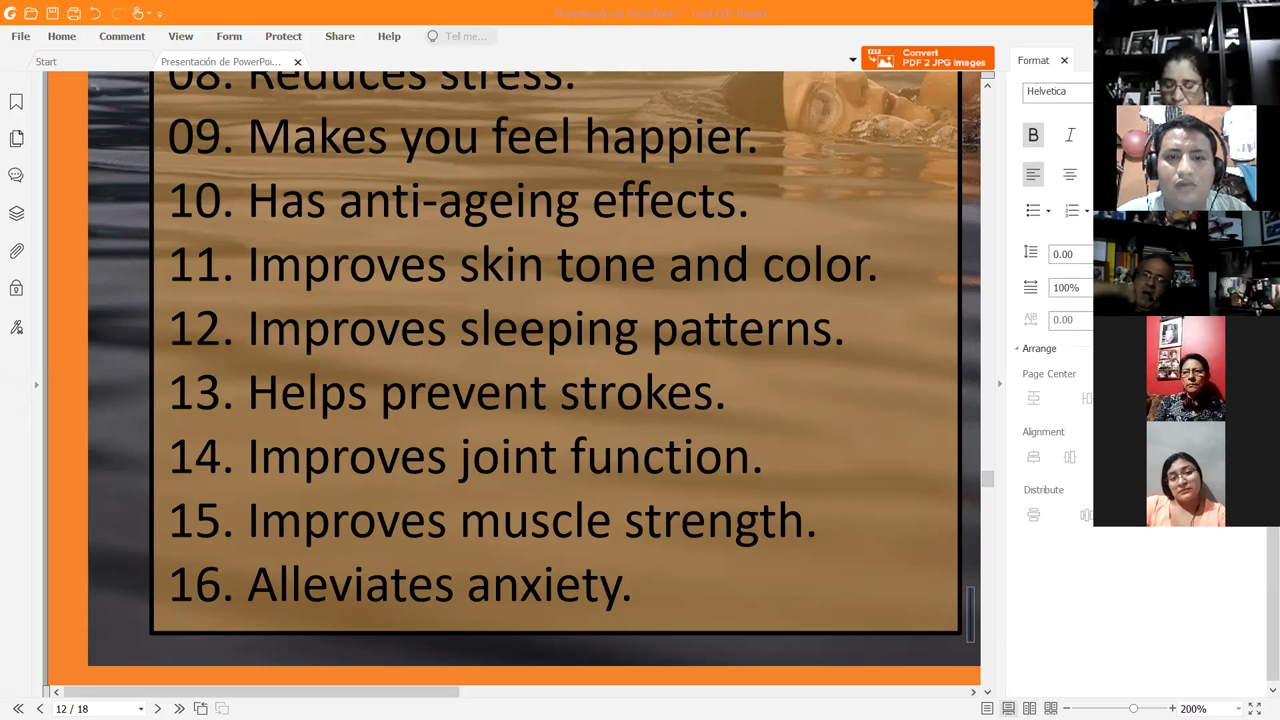 File Home Comment View Form Protect Share Help Tell me...
Convert
PDF 2 JPG Images
Start
Presentación de PowerPoi...
Format
Helvetica
B I
0.00
100%
0.00
Arrange
Page Center
Alignment
Distribute
08. Reduces stress.
09. Makes you feel happier.
10. Has anti-ageing effects.
11. Improves skin tone and color.
12. Improves sleeping patterns.
13. Helps prevent strokes.
14. Improves joint function.
15. Improves muscle strength.
16. Alleviates anxiety.
12 / 18
200%